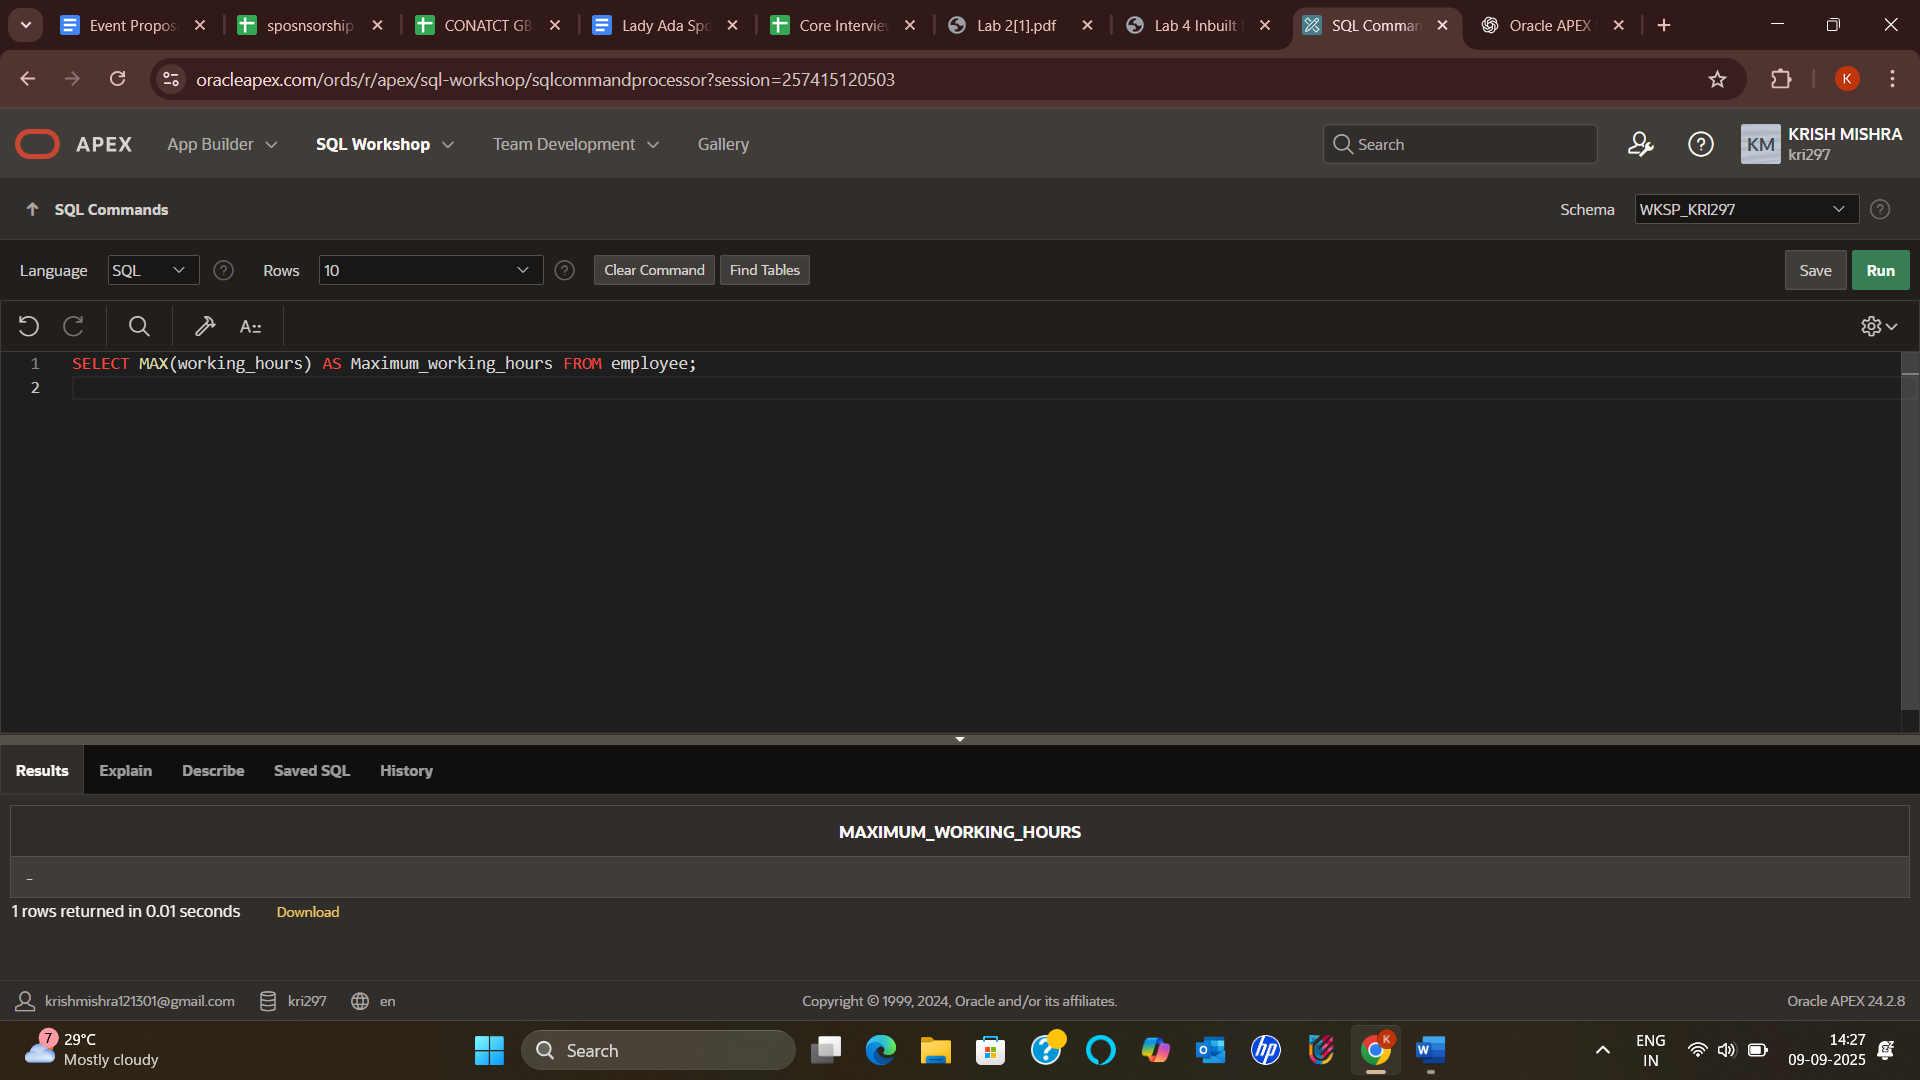 Event Propos
sposnsorship
CONATCT GB
Lady Ada Spo
Core Interview
Lab 2[1].pdf
Lab 4 Inbuilt
SQL Comman
Oracle APEX
oracleapex.com/ords/r/apex/sql-workshop/sqlcommandprocessor?session=257415120503
K
APEX
App Builder
SQL Workshop
Team Development
Gallery
Search
KM
KRISH MISHRA
kri297
SQL Commands
Schema
WKSP_KRI297
Language
SQL
Rows
10
Clear Command
Find Tables
Save
Run
1 SELECT MAX(working_hours) AS Maximum_working_hours FROM employee;
2
Results
Explain
Describe
Saved SQL
History
MAXIMUM_WORKING_HOURS
-
1 rows returned in 0.01 seconds
Download
krishmishra121301@gmail.com
kri297
en
Copyright © 1999, 2024, Oracle and/or its affiliates.
Oracle APEX 24.2.8
7
29°C
Mostly cloudy
Search
hp
K
W
ENG
IN
14:27
09-09-2025